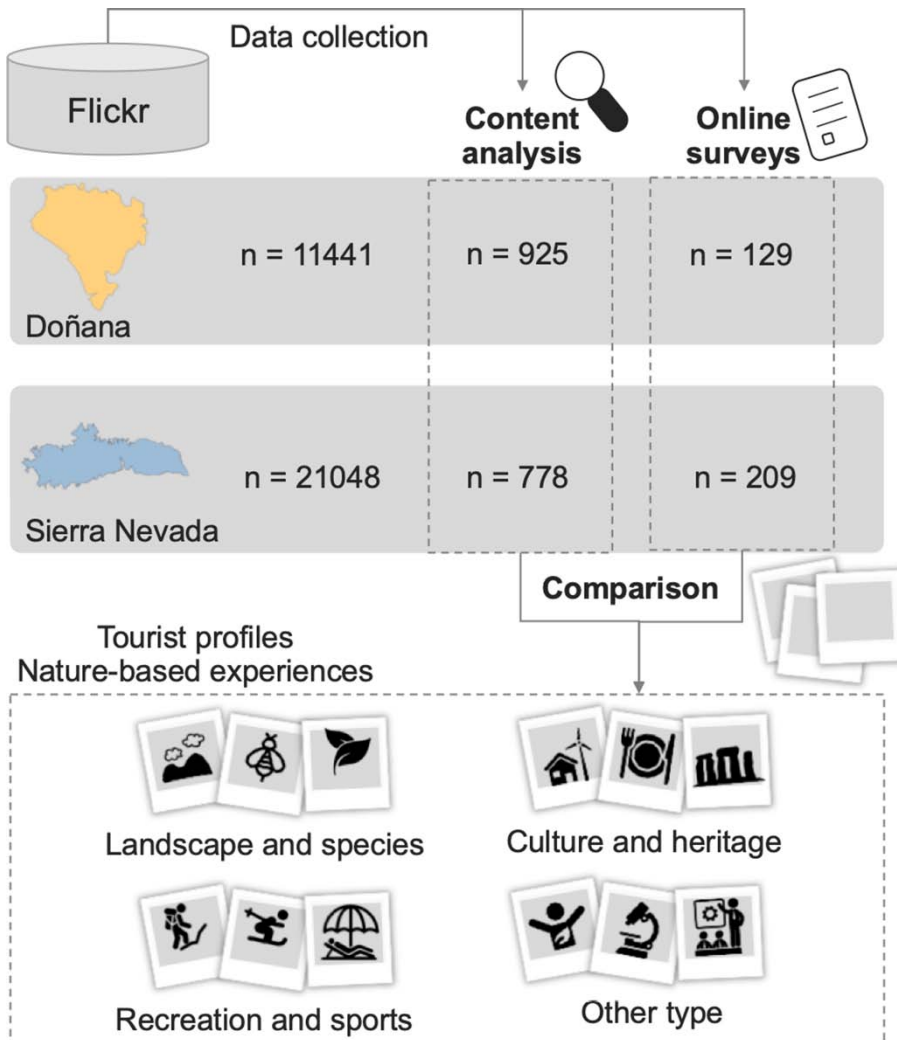 Data collection
Flickr
Content
analysis
Online
surveys
n = 11441
n = 925
n = 129
Doñana
n = 21048
n = 778
n = 209
Sierra Nevada
Comparison
Tourist profiles
Nature-based experiences
Landscape and species
Culture and heritage
Recreation and sports
Other type